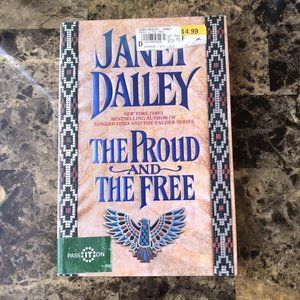 JANET
DAILEY
$4.99
NEW YORK TIMES
BESTSELLING AUTHOR OF
TANGLED VINES AND THE CALDER SERIES
THE PROUD
AND
THE FREE
PASS IT ON